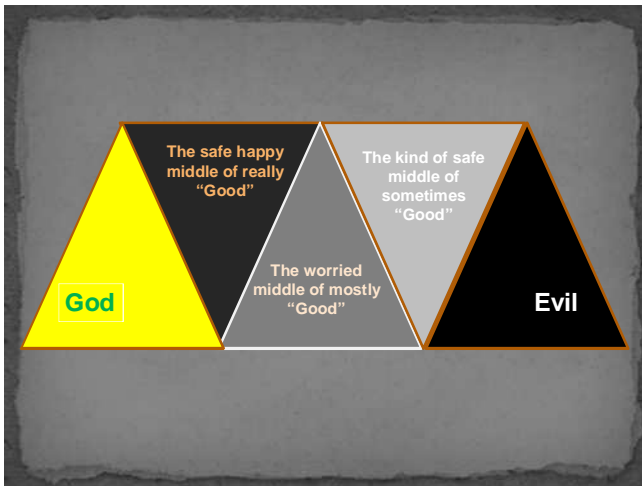 The safe happy
middle of really
“Good”
The kind of safe
middle of
sometimes
“Good”
The worried
middle of mostly
“Good”
God
Evil